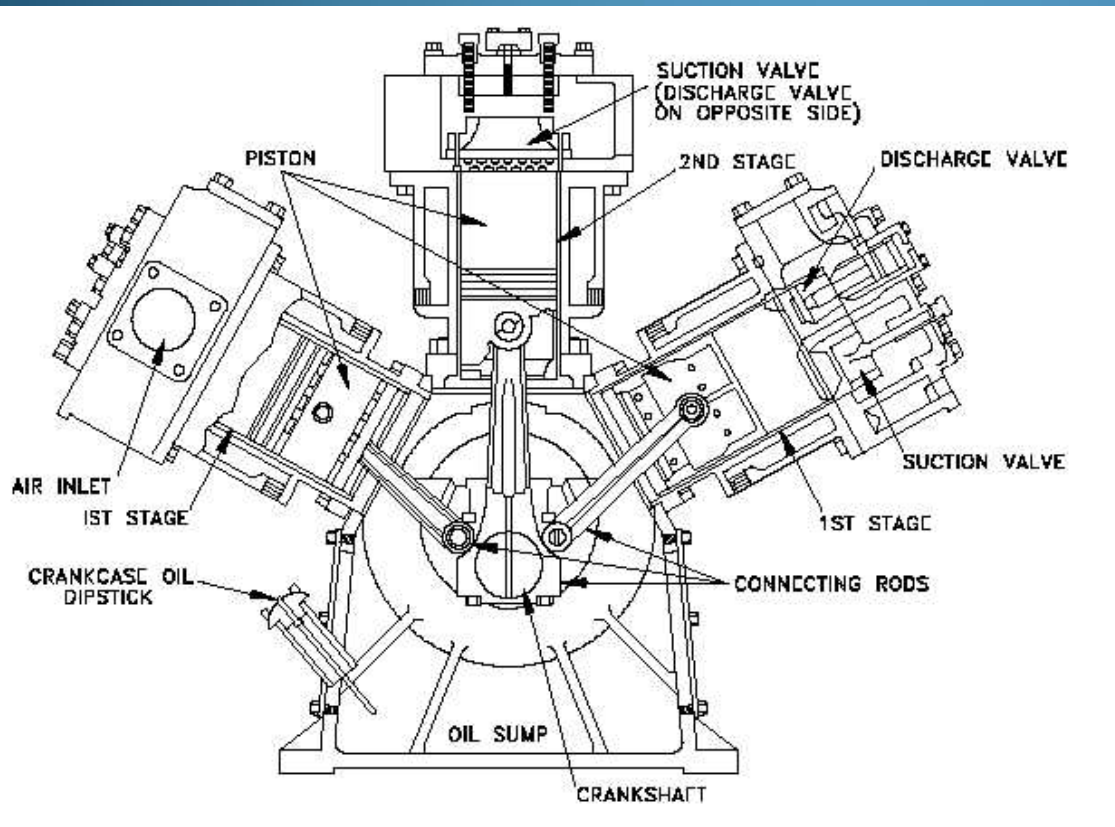 SUCTION VALVE
(DISCHARGE VALVE
ON OPPOSITE SIDE)
PISTON
2ND STAGE
DISCHARGE VALVE
AIR INLET
1ST STAGE
SUCTION VALVE
1ST STAGE
CRANKCASE OIL
DIPSTICK
CONNECTING RODS
OIL SUMP
CRANKSHAFT